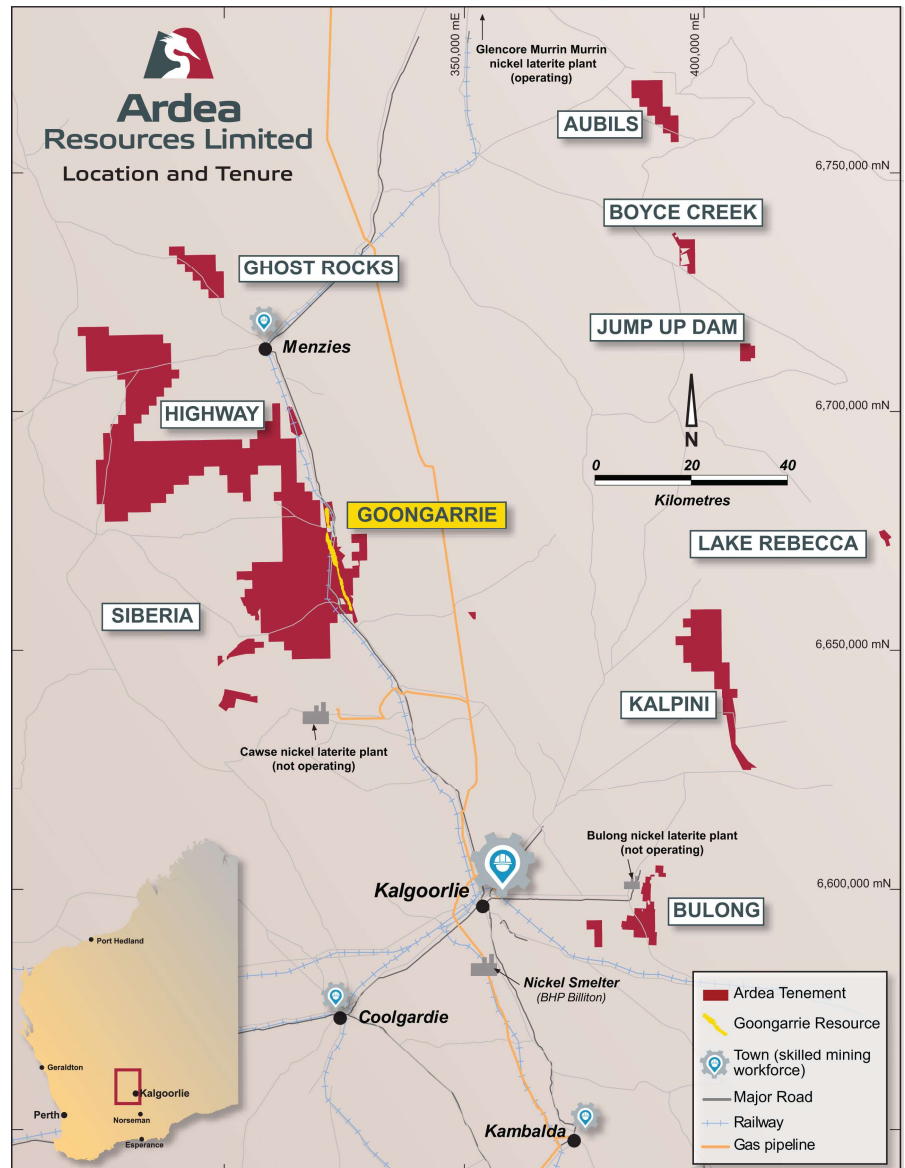 Ardea
Resources Limited
Location and Tenure
350,000 mE
400,000 mE
Glencore Murrin Murrin
nickel laterite plant
(operating)
AUBILS
6,750,000 mN
BOYCE CREEK
GHOST ROCKS
JUMP UP DAM
Menzies
HIGHWAY
6,700,000 mN
N
0 20 40
Kilometres
GOONGARRIE
LAKE REBECCA
SIBERIA
6,650,000 mN
KALPINI
Cawse nickel laterite plant
(not operating)
Bulong nickel laterite plant
(not operating)
Kalgoorlie
6,600,000 mN
BULONG
Nickel Smelter
(BHP Billiton)
Coolgardie
Kambalda
Port Hedland
Geraldton
Kalgoorlie
Perth
Norseman
Esperance
Ardea Tenement
Goongarrie Resource
Town (skilled mining
workforce)
Major Road
Railway
Gas pipeline